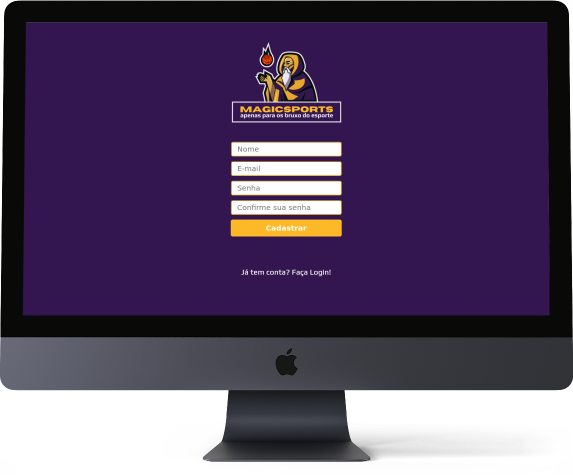 MAGICSPORTS
apenas para os bruxo do esporte
Nome
E-mail
Senha
Confirme sua senha
Cadastrar
Já tem conta? Faça Login!